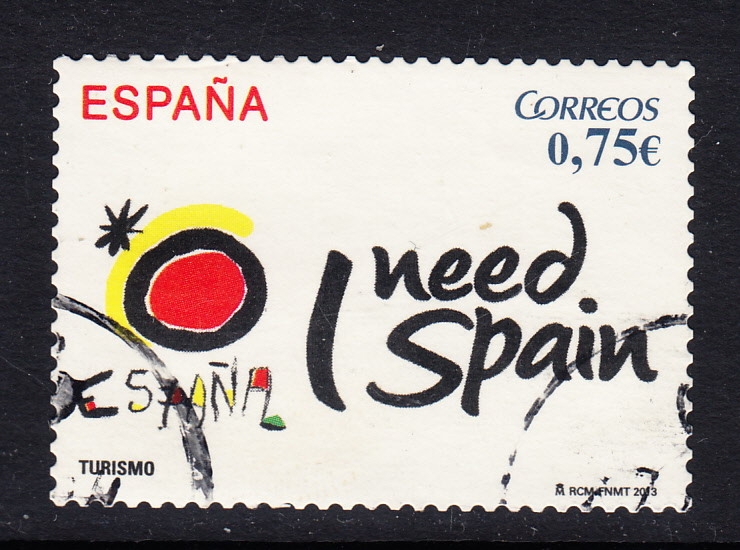 ESPAÑA
CORREOS
0,75€
I need
Spain
ESPAÑA
TURISMO
RCM-FNMT 2013